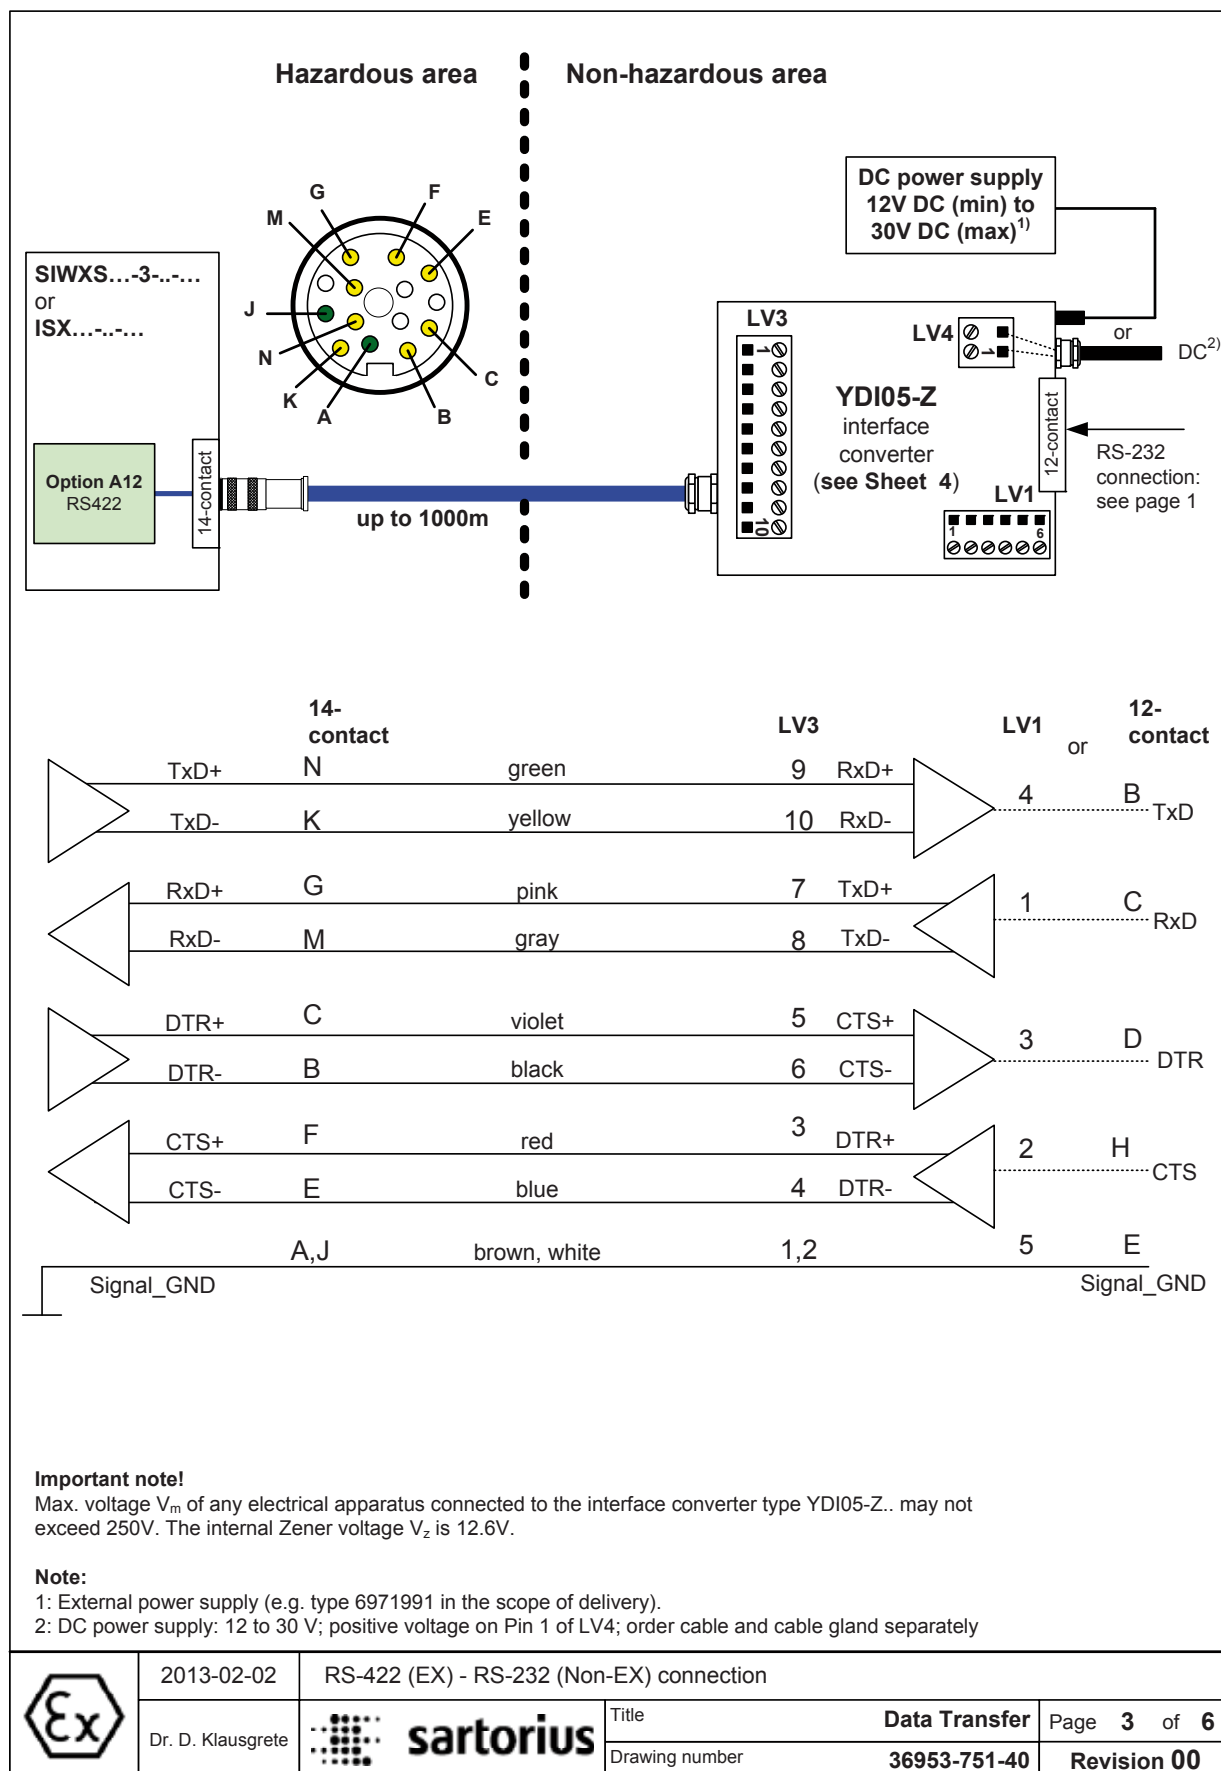 Hazardous area
Non-hazardous area
G
F
M
E
J
N
C
K
A
B
SIWXS...-3-..-...
or
ISX...-..-...
Option A12
RS422
14-contact
up to 1000m
DC power supply
12V DC (min) to
30V DC (max)1)
LV3
1
10
LV4
1
or
DC2)
YDI05-Z
interface
converter
(see Sheet 4)
12-contact
RS-232
connection:
see page 1
LV1
1 6
14-
contact
LV3
LV1
or
12-
contact
TxD+ N green 9 RxD+
TxD- K yellow 10 RxD-
4 B TxD
RxD+ G pink 7 TxD+
RxD- M gray 8 TxD-
1 C RxD
DTR+ C violet 5 CTS+
DTR- B black 6 CTS-
3 D DTR
CTS+ F red 3 DTR+
CTS- E blue 4 DTR-
2 H CTS
A,J brown, white 1,2 5 E
Signal_GND Signal_GND
Important note!
Max. voltage Vm of any electrical apparatus connected to the interface converter type YDI05-Z.. may not
exceed 250V. The internal Zener voltage Vz is 12.6V.
Note:
1: External power supply (e.g. type 6971991 in the scope of delivery).
2: DC power supply: 12 to 30 V; positive voltage on Pin 1 of LV4; order cable and cable gland separately
Ex
2013-02-02
RS-422 (EX) - RS-232 (Non-EX) connection
Dr. D. Klausgrete
sartorius
Title
Data Transfer
Page 3 of 6
Drawing number
36953-751-40
Revision 00